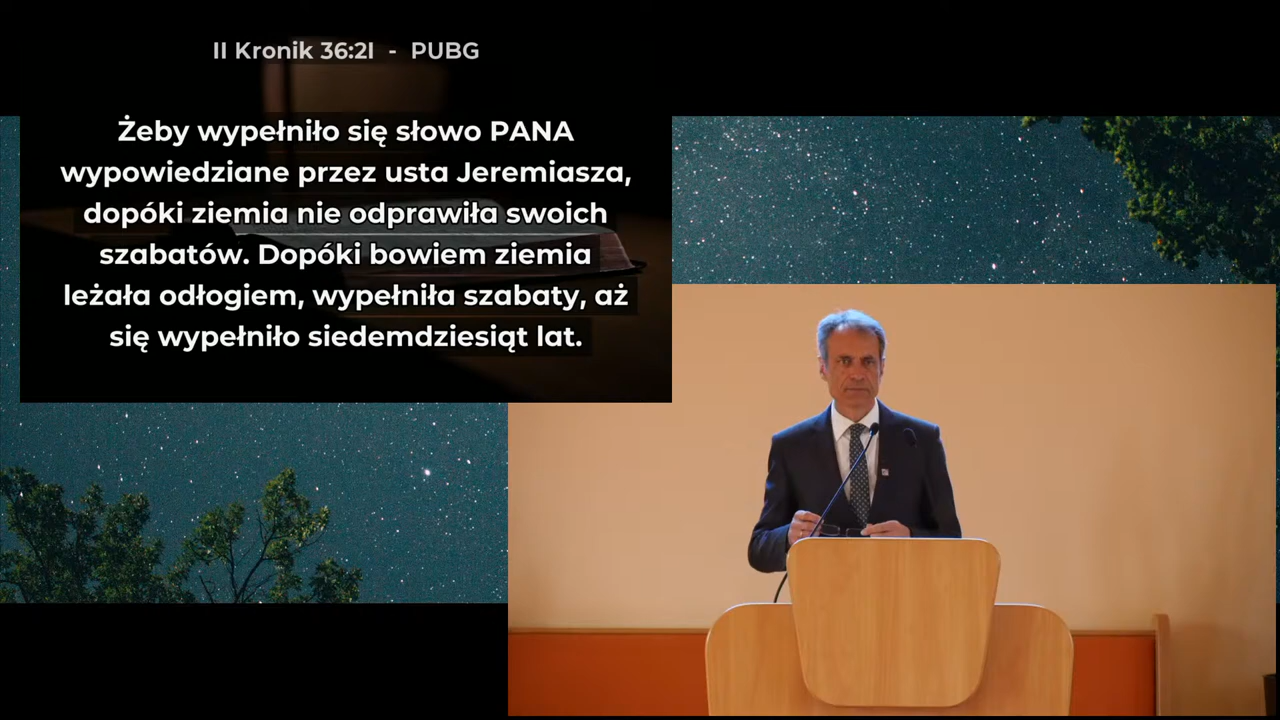 II Kronik 36:21 - PUBG
Żeby wypełniło się słowo PANA
wypowiedziane przez usta Jeremiasza,
dopóki ziemia nie odprawiła swoich
szabatów. Dopóki bowiem ziemia
leżała odłogiem, wypełniła szabaty, aż
się wypełniło siedemdziesiąt lat.